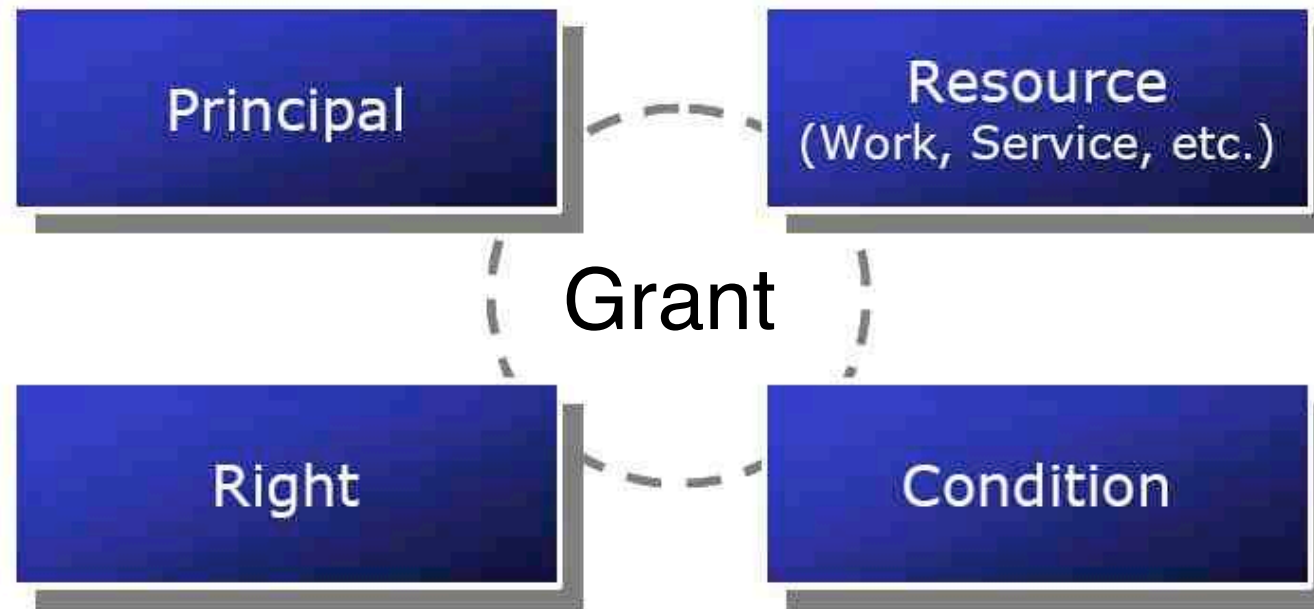 Principal
Resource
(Work, Service, etc.)
Grant
Right
Condition